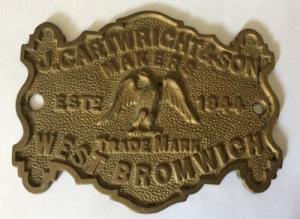 J. CARTWRIGHT & SON
MAKERS
ESTD 1844
TRADE MARK
WEST BROMWICH